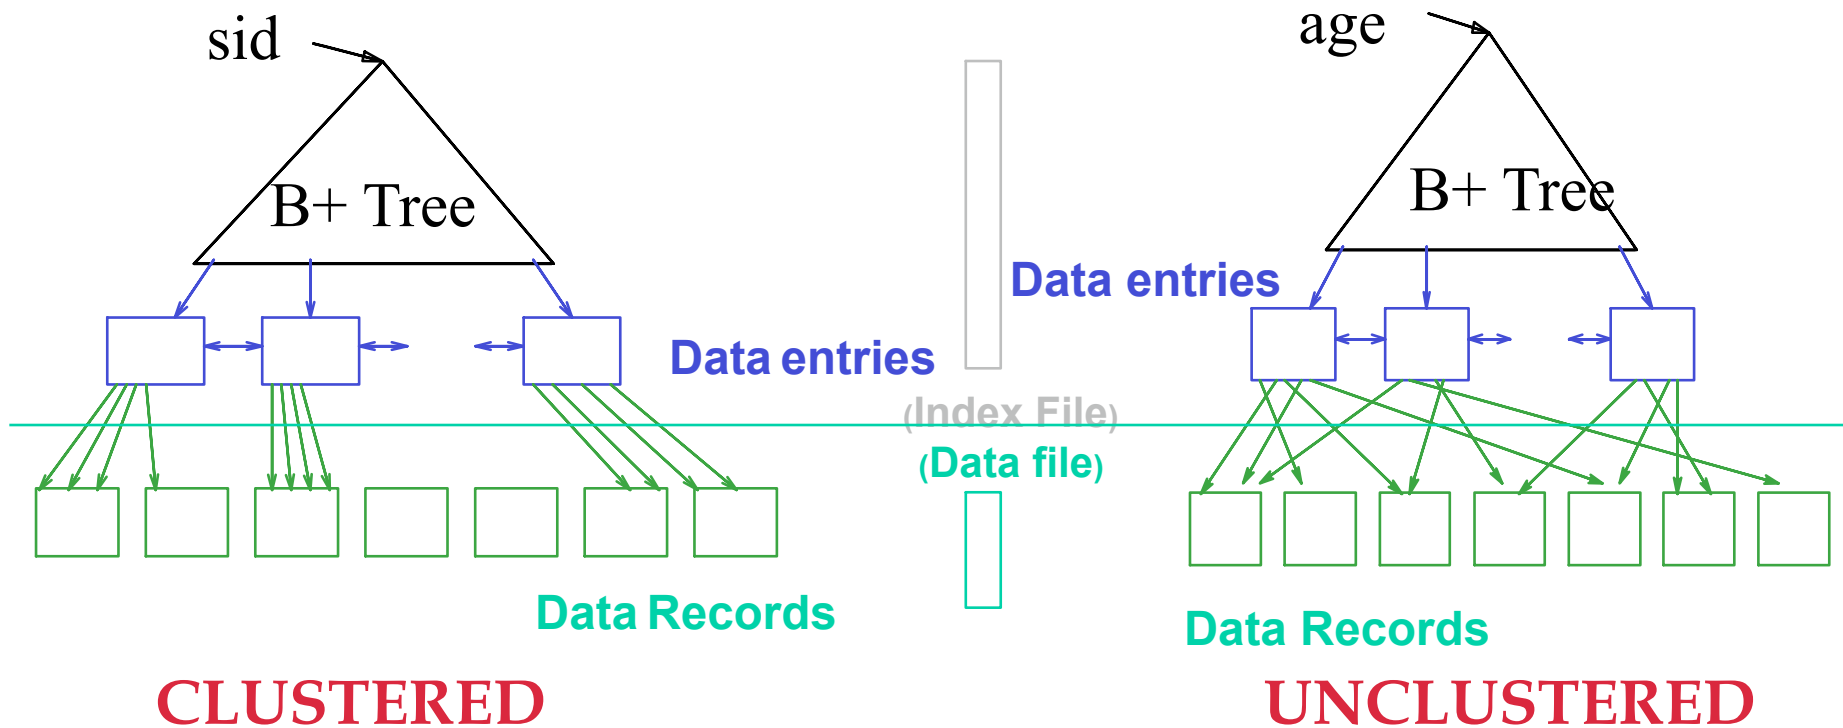 sid
age
B+ Tree
B+ Tree
Data entries
Data entries
(Index File)
(Data file)
Data Records
Data Records
CLUSTERED
UNCLUSTERED